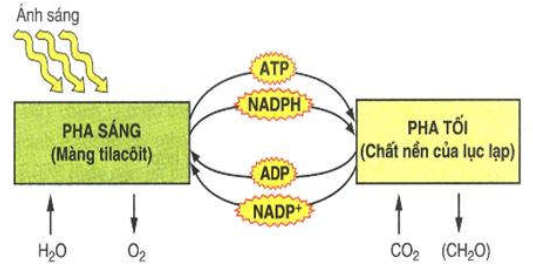 Ánh sáng
ATP
NADPH
PHA SÁNG
(Màng tilacôit)
PHA TỐI
(Chất nền của lục lạp)
ADP
NADP⁺
H₂O
O₂
CO₂
(CH₂O)